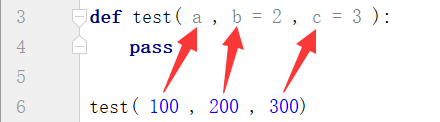 3 def test( a , b = 2 , c = 3 ):
4 pass
5
6 test( 100 , 200 , 300)